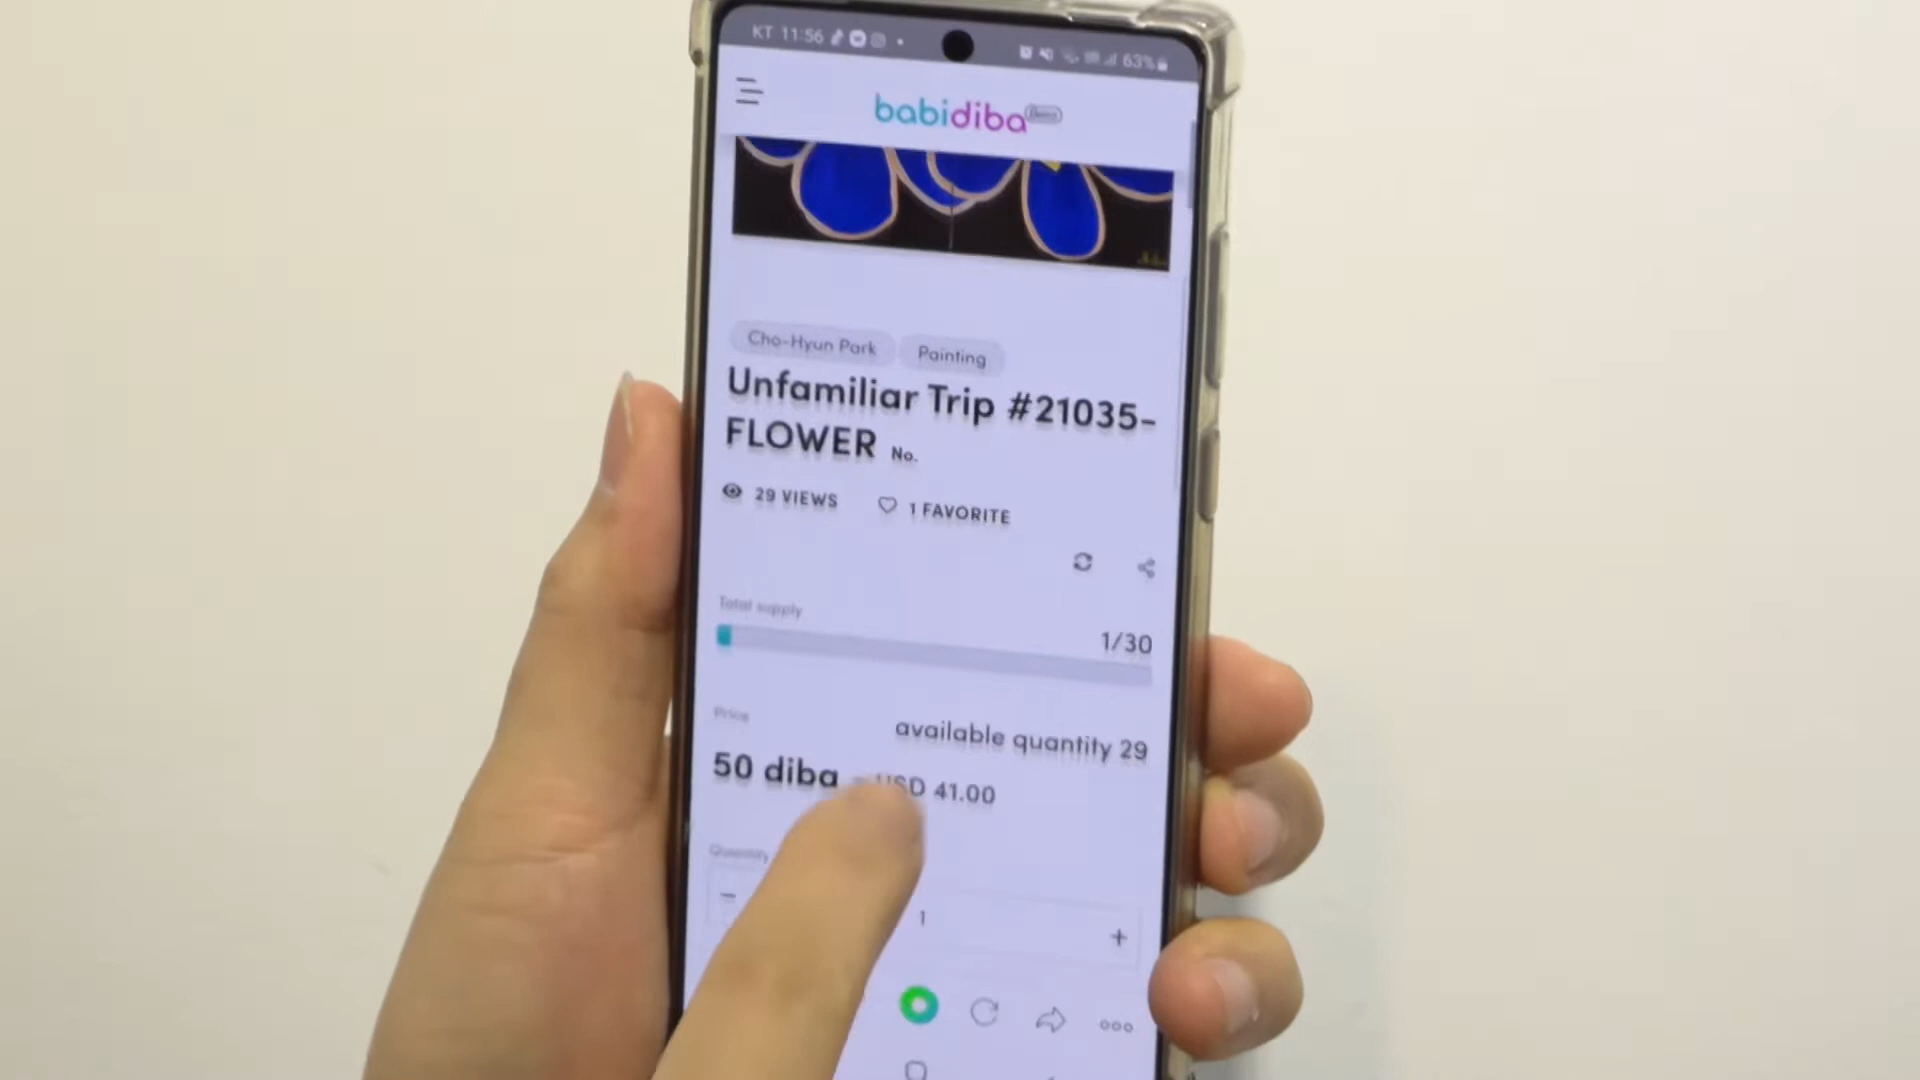 KT 11:56
63%
babidiba
Cho-Hyun Park
Painting
Unfamiliar Trip #21035-
FLOWER No.
29 VIEWS
1 FAVORITE
Total supply
1/30
Price
available quantity 29
50 diba
USD 41.00
Quantity
1